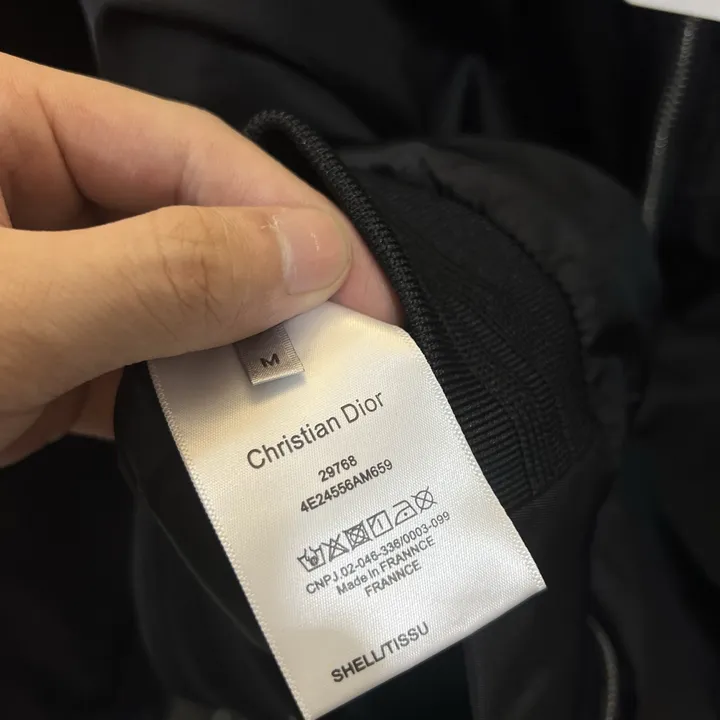 M
Christian Dior
29768
4E24556AM659
CNPJ.02-046-336/0003-099
Made in FRANNCE
FRANNCE
SHELL/TISSU